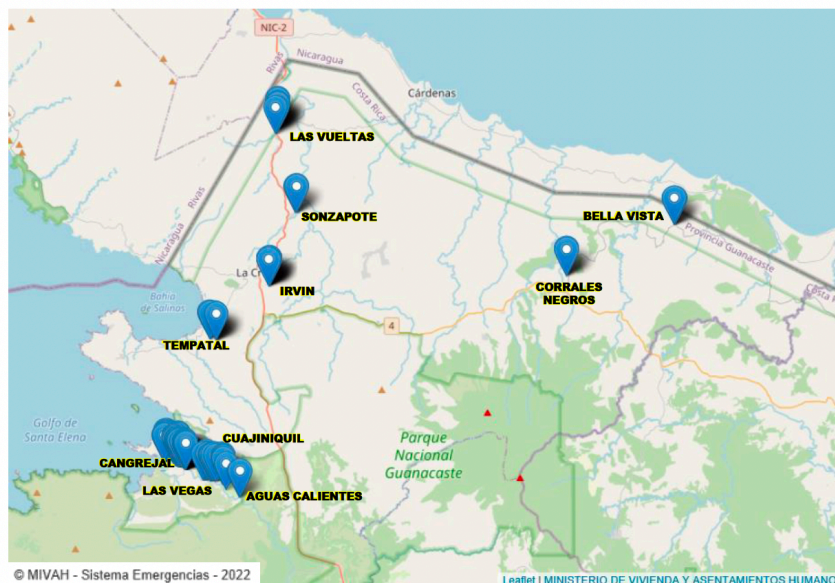 NIC-2
Nicaragua
Rivas
Costa Rica
Cárdenas
LAS VUELTAS
Rivas
Nicaragua
SONZAPOTE
BELLA VISTA
Provincia Guanacaste
La Cr
IRVIN
CORRALES
NEGROS
Costa
Bahía
de Salinas
4
TEMPATAL
Golfo de
Santa Elena
CUAJINIQUIL
Parque
Nacional
Guanacaste
CANGREJAL
LAS VEGAS
AGUAS CALIENTES
© MIVAH - Sistema Emergencias - 2022
Leaflet | MINISTERIO DE VIVIENDA Y ASENTAMIENTOS HUMANO